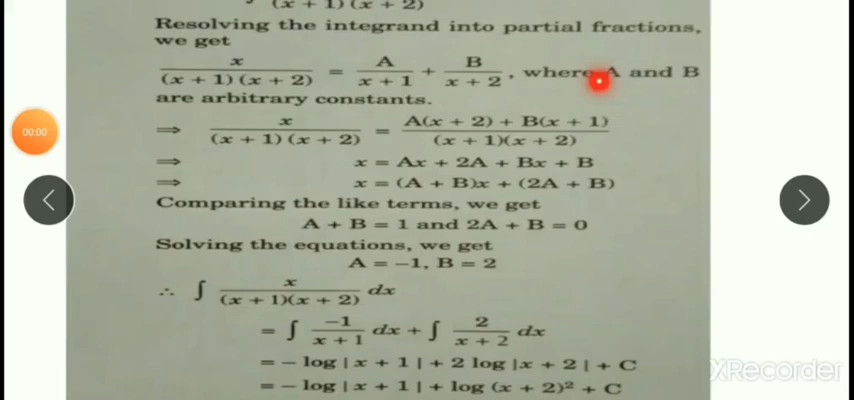 (x + 1) (x + 2)
Resolving the integrand into partial fractions,
we get
x/((x + 1) (x + 2)) = A/(x + 1) + B/(x + 2), where A and B
are arbitrary constants.
⟹ x/((x + 1) (x + 2)) = (A(x + 2) + B(x + 1))/((x + 1)(x + 2))
⟹ x = Ax + 2A + Bx + B
⟹ x = (A + B)x + (2A + B)
Comparing the like terms, we get
A + B = 1 and 2A + B = 0
Solving the equations, we get
A = −1, B = 2
∴ ∫ x/((x + 1)(x + 2)) dx
= ∫ −1/(x + 1) dx + ∫ 2/(x + 2) dx
= − log | x + 1 | + 2 log |x + 2| + C
= − log | x + 1 | + log (x + 2)² + C
00:00
XRecorder